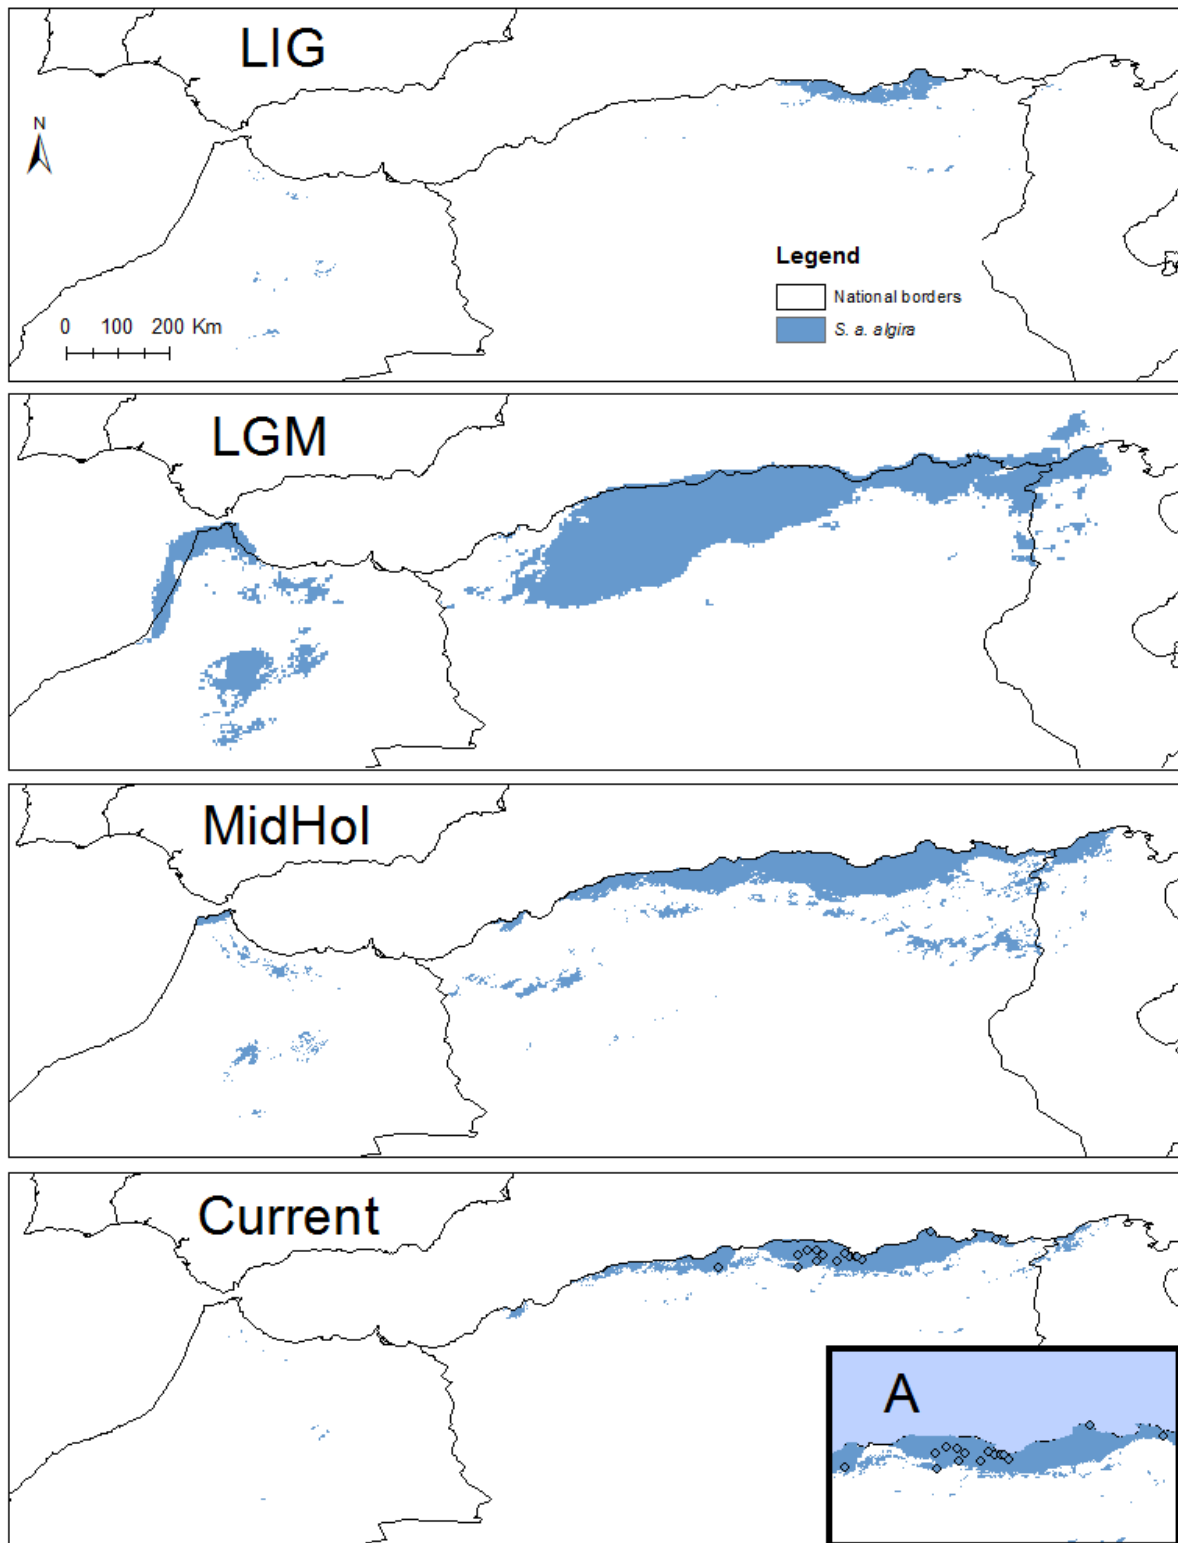 LIG
N
0 100 200 Km
Legend
National borders
S. a. algira
LGM
MidHol
Current
A